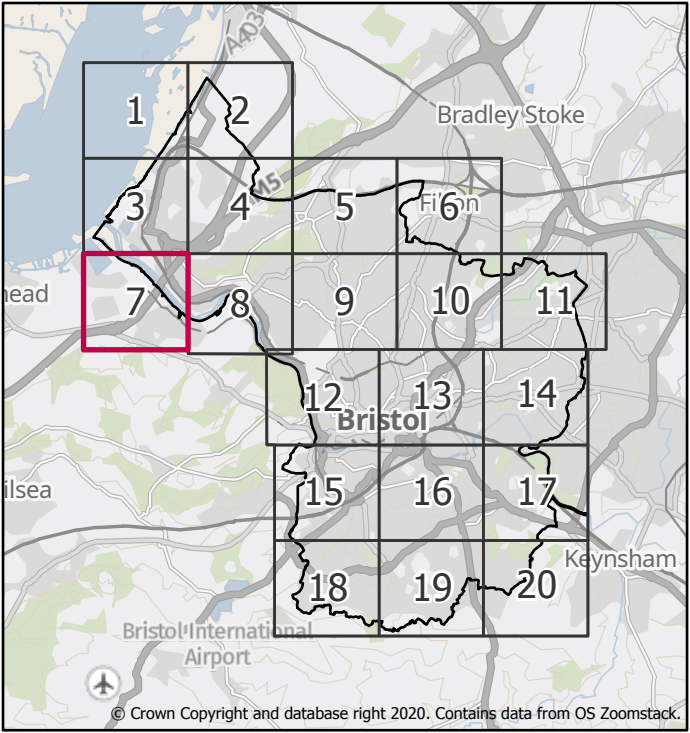 A403
1
2
Bradley Stoke
M5
3
4
5
6
Filton
head
7
8
9
10
11
12
13
14
Bristol
ilsea
15
16
17
Keynsham
18
19
20
Bristol International
Airport
© Crown Copyright and database right 2020. Contains data from OS Zoomstack.